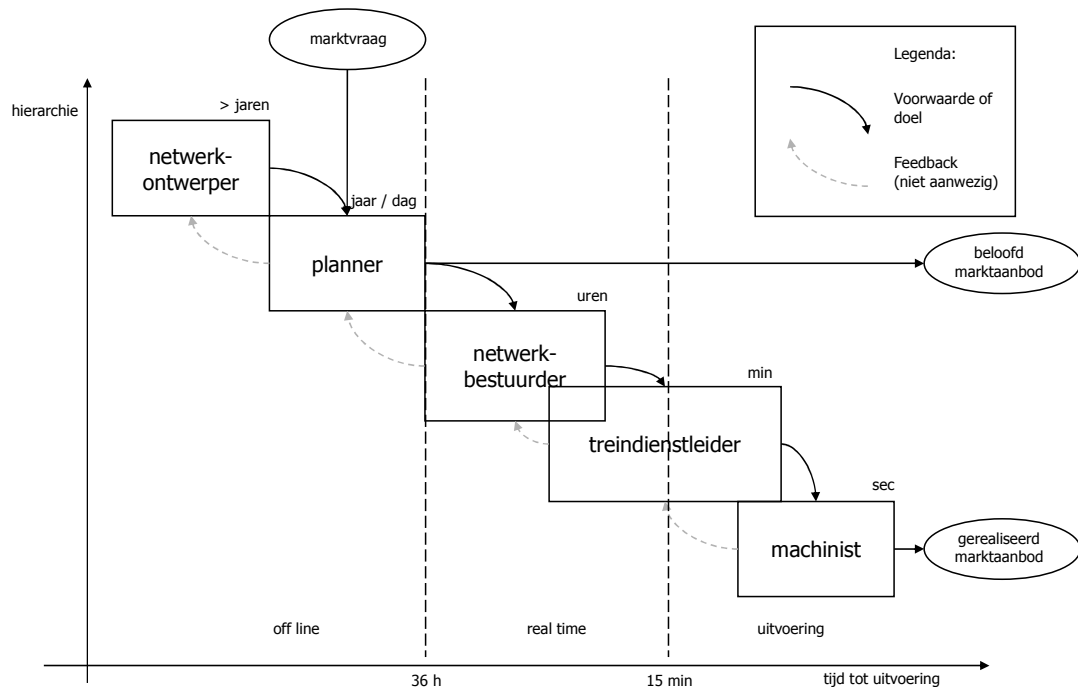 marktvraag
Legenda:
Voorwaarde of
doel
Feedback
(niet aanwezig)
hierarchie
> jaren
netwerk-
ontwerper
jaar / dag
planner
beloofd
marktaanbod
uren
netwerk-
bestuurder
min
treindienstleider
sec
machinist
gerealiseerd
marktaanbod
off line
real time
uitvoering
36 h
15 min
tijd tot uitvoering